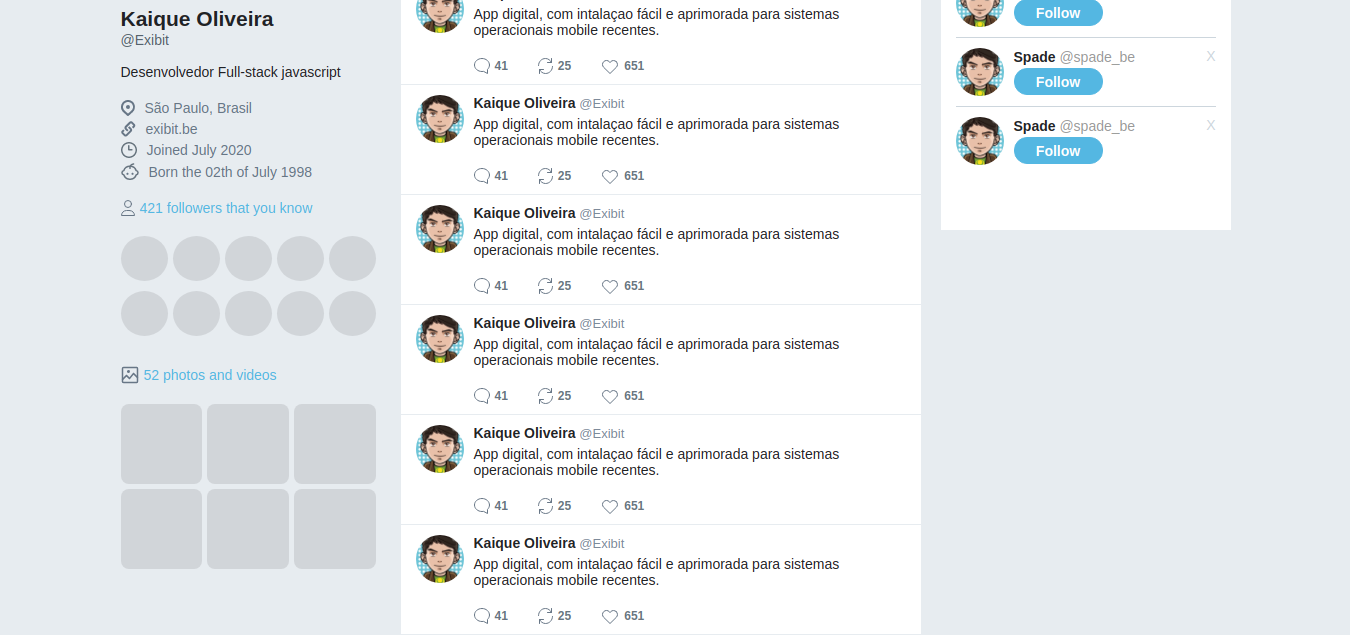 Kaique Oliveira
@Exibit
Desenvolvedor Full-stack javascript
São Paulo, Brasil
exibit.be
Joined July 2020
Born the 02th of July 1998
421 followers that you know
52 photos and videos
App digital, com intalaçao fácil e aprimorada para sistemas
operacionais mobile recentes.
41 25 651
Kaique Oliveira @Exibit
App digital, com intalaçao fácil e aprimorada para sistemas
operacionais mobile recentes.
41 25 651
Kaique Oliveira @Exibit
App digital, com intalaçao fácil e aprimorada para sistemas
operacionais mobile recentes.
41 25 651
Kaique Oliveira @Exibit
App digital, com intalaçao fácil e aprimorada para sistemas
operacionais mobile recentes.
41 25 651
Kaique Oliveira @Exibit
App digital, com intalaçao fácil e aprimorada para sistemas
operacionais mobile recentes.
41 25 651
Kaique Oliveira @Exibit
App digital, com intalaçao fácil e aprimorada para sistemas
operacionais mobile recentes.
41 25 651
Follow
Spade @spade_be X
Follow
Spade @spade_be X
Follow